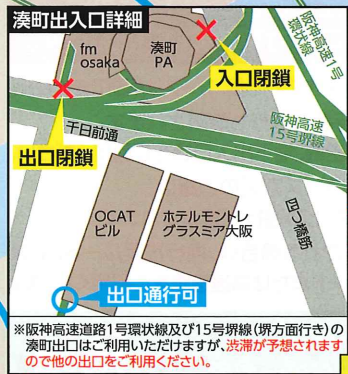 湊町出入口詳細
fm
osaka
湊町
PA
入口閉鎖
阪神高速1号
環状線
千日前通
阪神高速
15号堺線
出口閉鎖
OCAT
ビル
ホテルモントレ
グラスミア大阪
四つ橋筋
出口通行可
※阪神高速道路1号環状線及び15号堺線(堺方面行き)の
湊町出口はご利用いただけますが、渋滞が予想されます
ので他の出口をご利用ください。